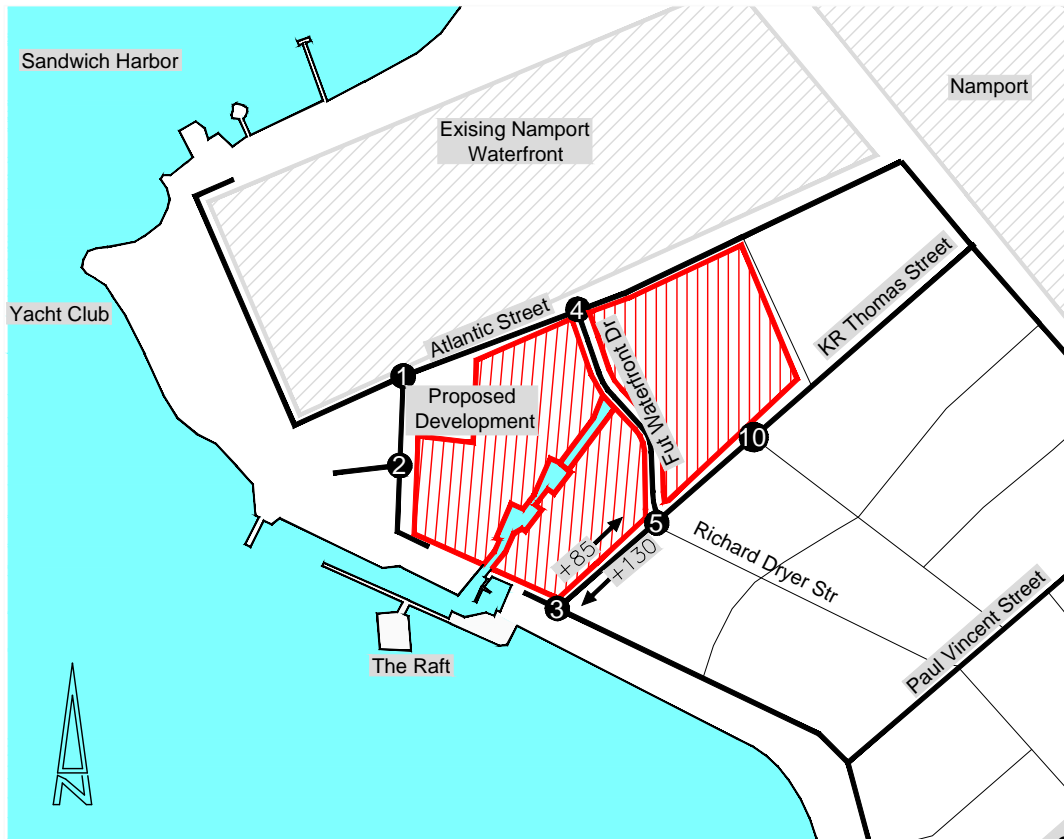 Sandwich Harbor
Namport
Exising Namport
Waterfront
KR Thomas Street
Yacht Club
Atlantic Street
4
Fut Waterfront Dr
1
Proposed
Development
10
2
5
Richard Dryer Str
+85
+130
3
Paul Vincent Street
The Raft
N